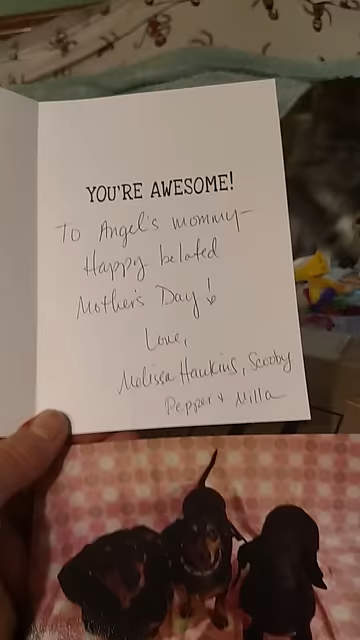 YOU'RE AWESOME!
To Angel's mommy-
Happy belated
Mother's Day!
Love,
Melissa Hawkins, Scooby
Pepper + Milla